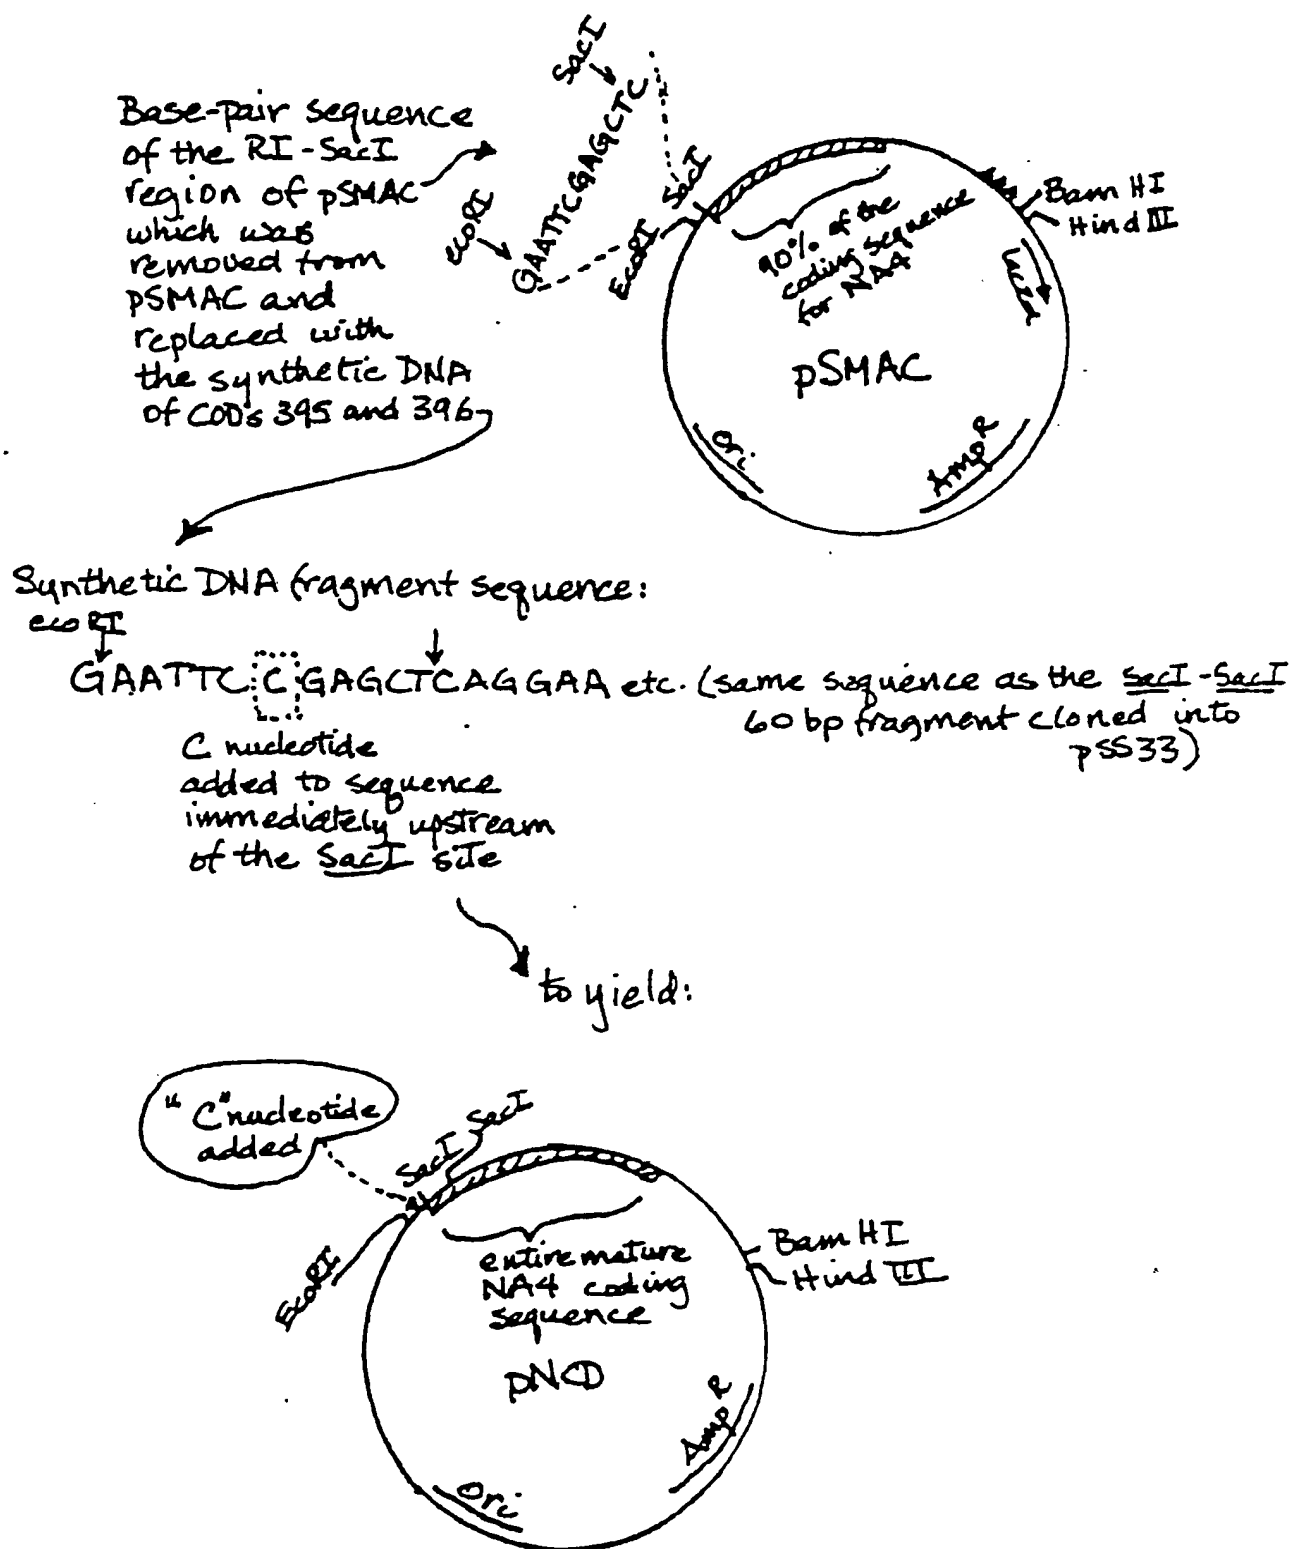 Base-pair sequence
of the RI-SacI
region of pSMAC
which was
removed from
pSMAC and
replaced with
the synthetic DNA
of COD's 395 and 396
SacI
GAATTCGAGCTC
ecoRI
EcoRI
SacI
90% of the
coding sequence
for NA4
Bam HI
Hind III
pSMAC
Ori
AmpR
Synthetic DNA fragment sequence:
eco RI
GAATTC C GAGCTCAGGAA etc. (same sequence as the SacI-SacI
60 bp fragment cloned into
pSS33)
C nucleotide
added to sequence
immediately upstream
of the SacI site
to yield:
"C" nucleotide
added
SacI
SacI
EcoRI
entire mature
NA4 coding
sequence
Bam HI
Hind III
pNCD
AmpR
Ori